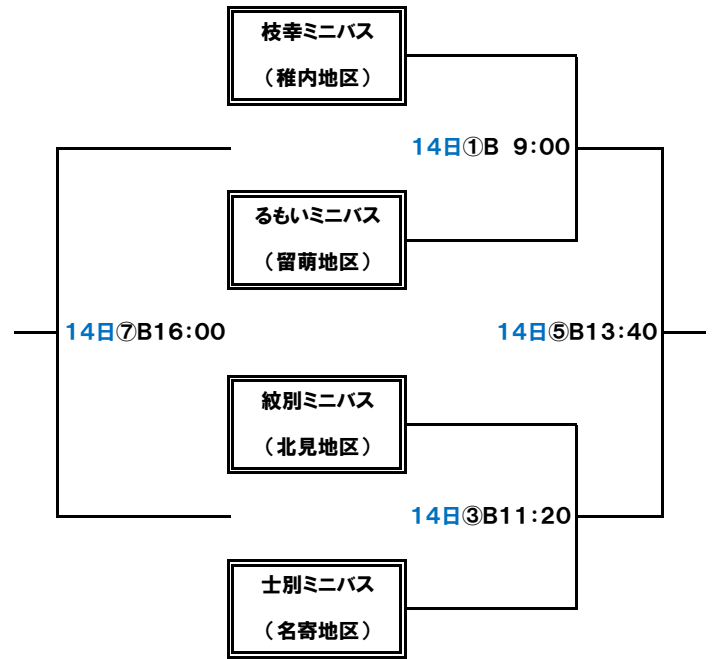 枝幸ミニバス
（稚内地区）
14日①B 9:00
るもいミニバス
（留萌地区）
14日⑦B16:00
14日⑤B13:40
紋別ミニバス
（北見地区）
14日③B11:20
士別ミニバス
（名寄地区）